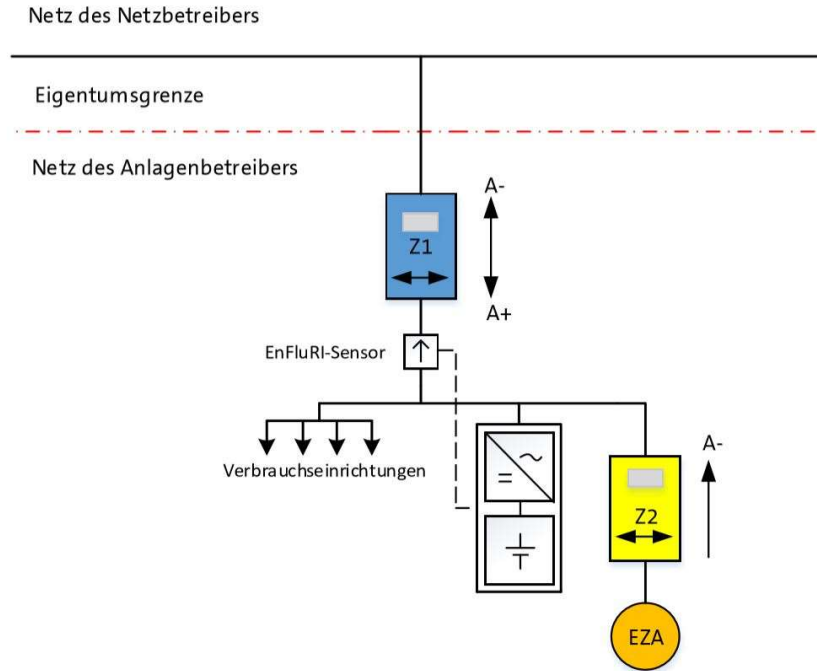 Netz des Netzbetreibers
Eigentumsgrenze
Netz des Anlagenbetreibers
A-
Z1
A+
EnFluRI-Sensor
Verbrauchseinrichtungen
A-
Z2
EZA